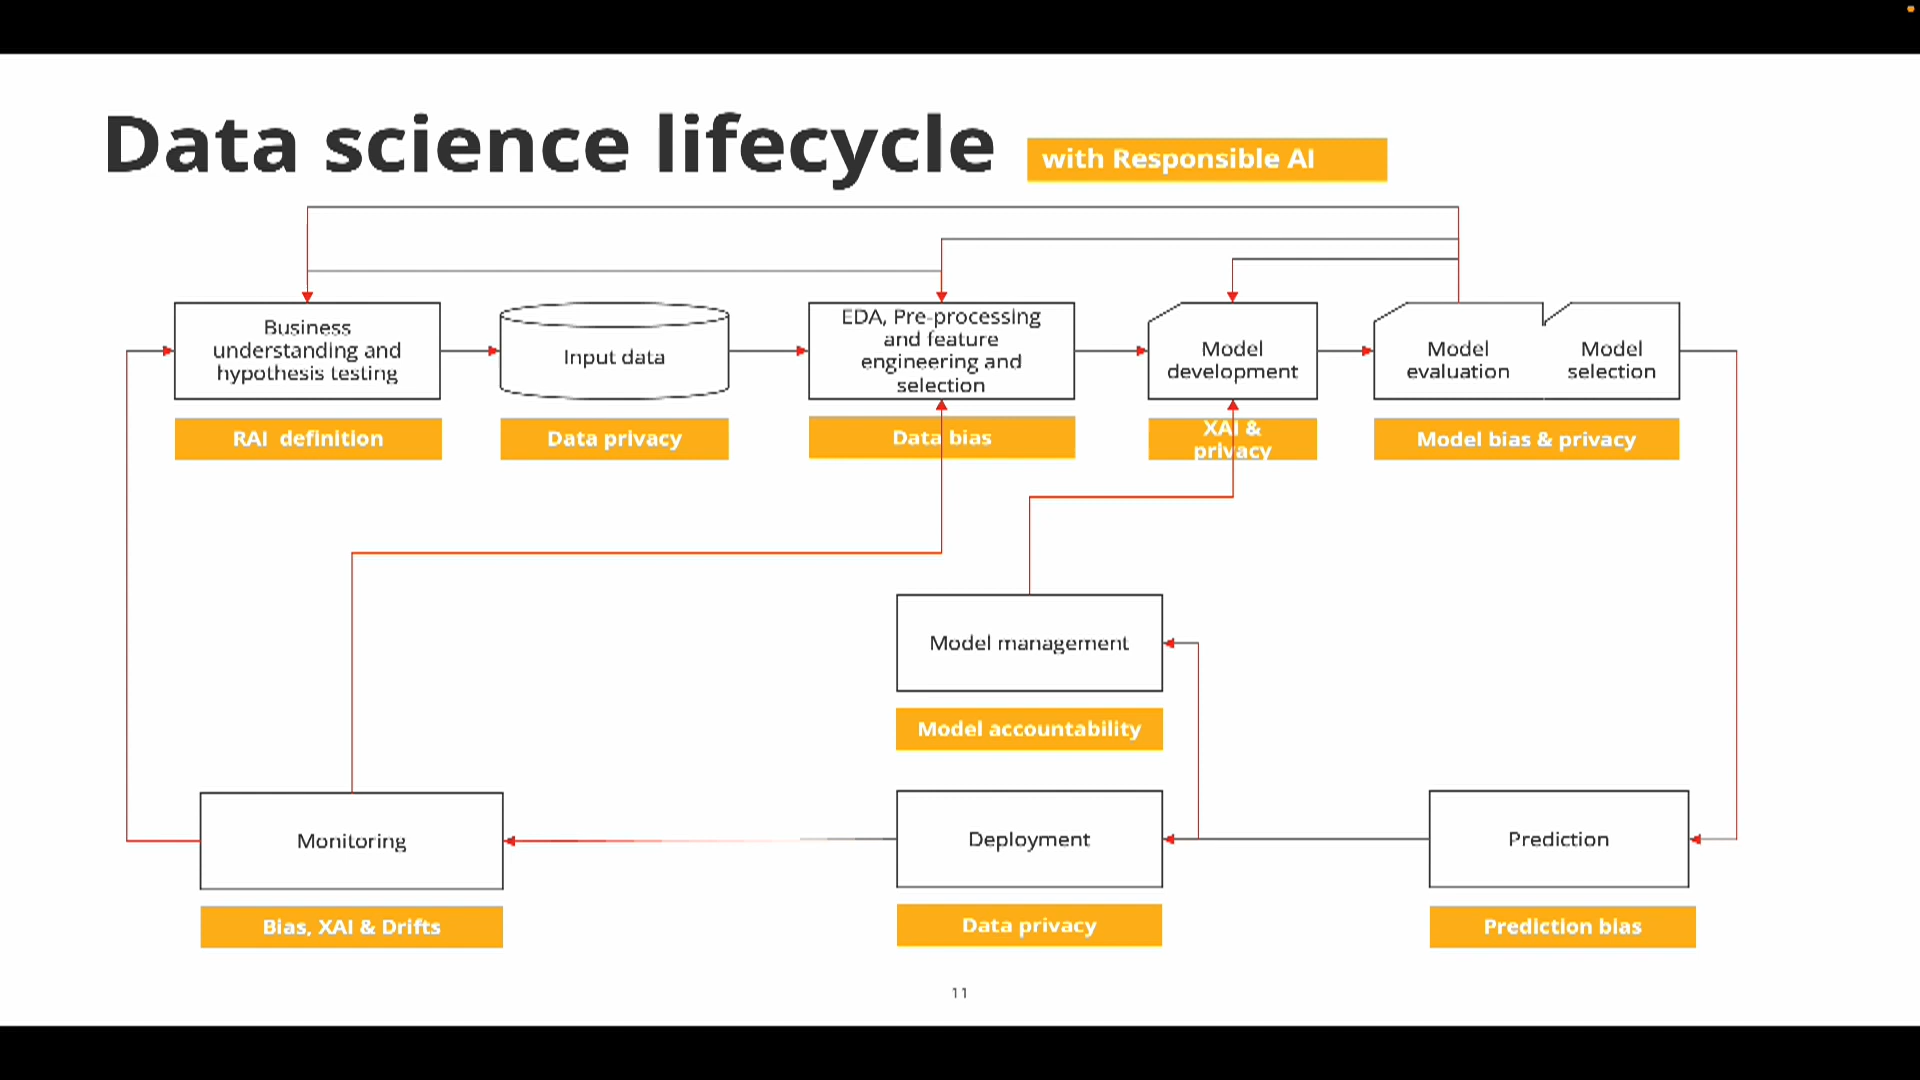 Data science lifecycle
with Responsible AI
Business
understanding and
hypothesis testing
Input data
EDA, Pre-processing
and feature
engineering and
selection
Model
development
Model
evaluation
Model
selection
RAI definition
Data privacy
Data bias
XAI &
privacy
Model bias & privacy
Model management
Model accountability
Monitoring
Deployment
Prediction
Bias, XAI & Drifts
Data privacy
Prediction bias
11